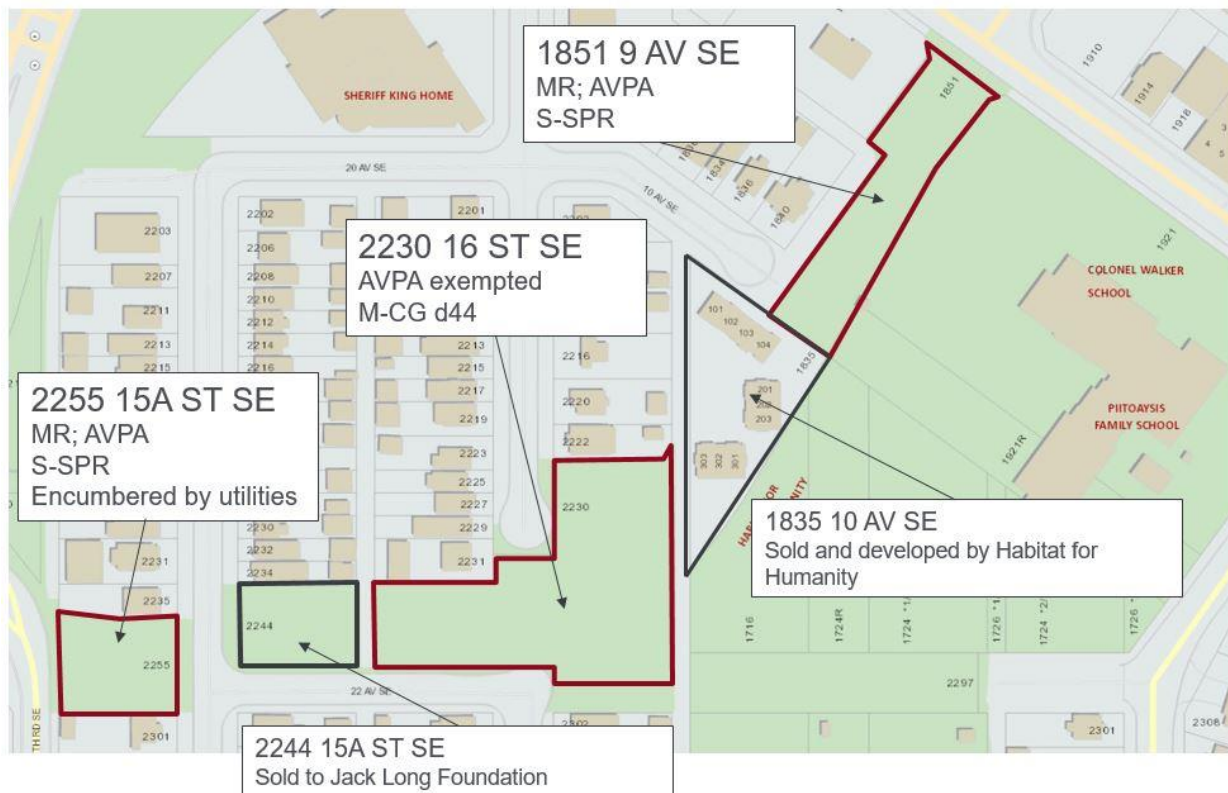 1851 9 AV SE
MR; AVPA
S-SPR
SHERIFF KING HOME
1851
1910
1914
1918
1834
1836
1840
20 AV SE
10 AV SE
2203
2207
2211
2213
2215
2202
2206
2208
2210
2212
2214
2216
2201
2230 16 ST SE
AVPA exempted
M-CG d44
2213
2215
2217
2219
2223
2225
2227
2229
2231
2216
2220
2222
2230
101
102
103
104
1835
201
203
303
302
301
1921
COLONEL WALKER
SCHOOL
PIITOAYSIS
FAMILY SCHOOL
1921R
2255 15A ST SE
MR; AVPA
S-SPR
Encumbered by utilities
2230
2232
2234
2231
2235
2255
2301
2244
22 AV SE
1835 10 AV SE
Sold and developed by Habitat for
Humanity
1716
1724R
2297
2301
2308
2244 15A ST SE
Sold to Jack Long Foundation